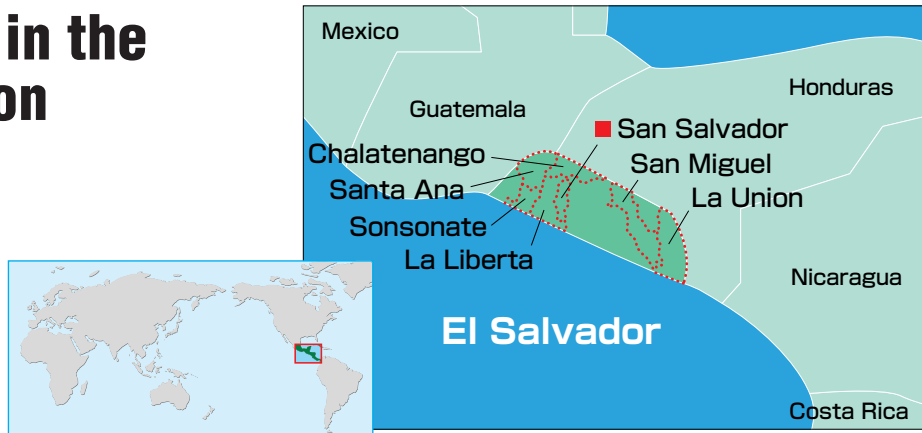 in the
on
Mexico
Honduras
Guatemala
San Salvador
Chalatenango
San Miguel
Santa Ana
La Union
Sonsonate
La Liberta
Nicaragua
El Salvador
Costa Rica